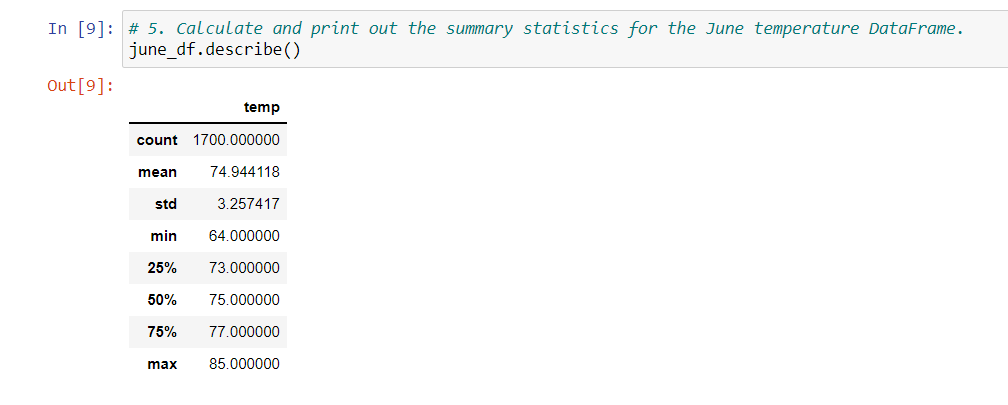 In [9]: # 5. Calculate and print out the summary statistics for the June temperature DataFrame.
june_df.describe()
Out[9]:
temp
count 1700.000000
mean 74.944118
std 3.257417
min 64.000000
25% 73.000000
50% 75.000000
75% 77.000000
max 85.000000